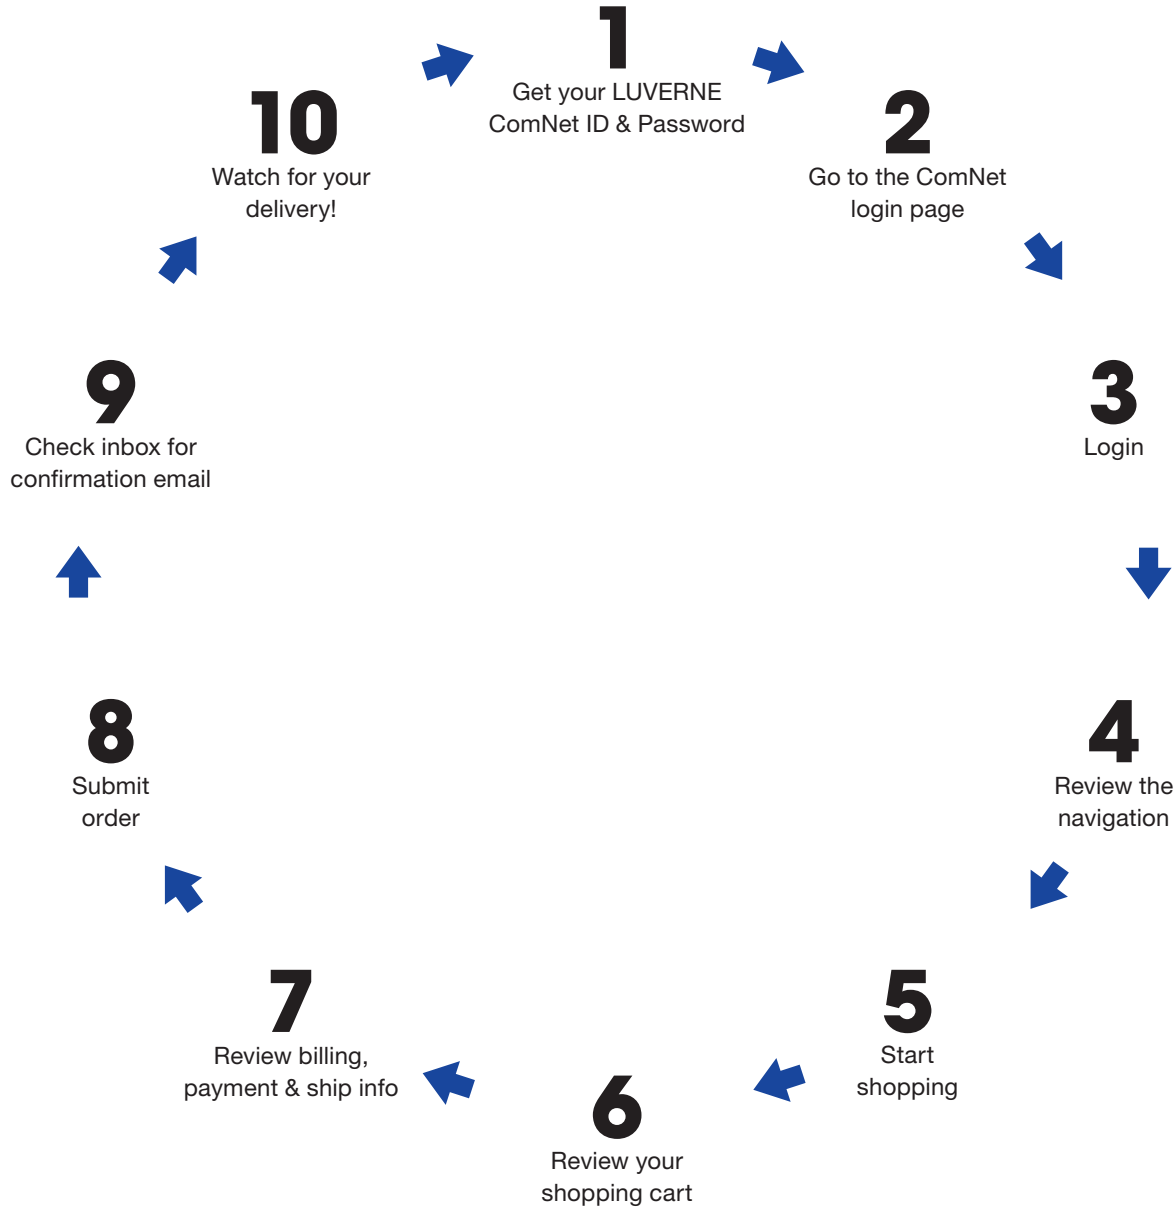 1
Get your LUVERNE
ComNet ID & Password
2
Go to the ComNet
login page
3
Login
4
Review the
navigation
5
Start
shopping
6
Review your
shopping cart
7
Review billing,
payment & ship info
8
Submit
order
9
Check inbox for
confirmation email
10
Watch for your
delivery!